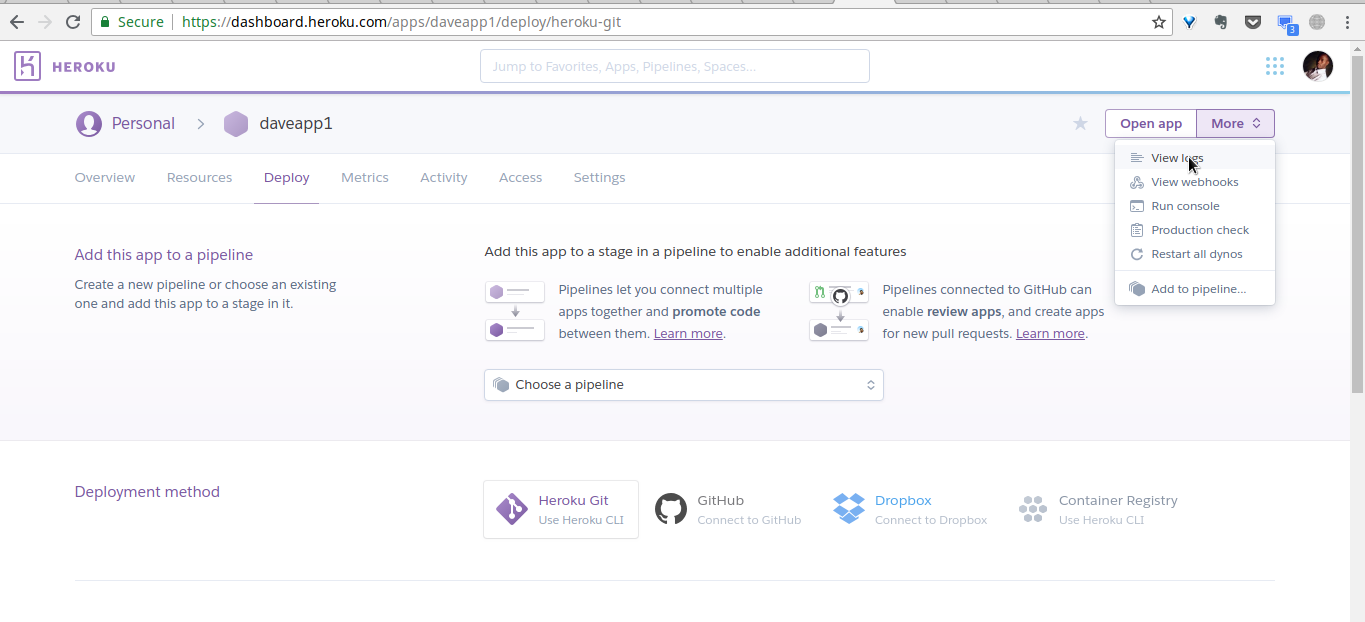 Secure https://dashboard.heroku.com/apps/daveapp1/deploy/heroku-git
3
HEROKU
Jump to Favorites, Apps, Pipelines, Spaces...
Personal > daveapp1
Open app
More
View logs
View webhooks
Run console
Production check
Restart all dynos
Add to pipeline...
Overview Resources Deploy Metrics Activity Access Settings
Add this app to a pipeline
Create a new pipeline or choose an existing
one and add this app to a stage in it.
Add this app to a stage in a pipeline to enable additional features
Pipelines let you connect multiple
apps together and promote code
between them. Learn more.
Pipelines connected to GitHub can
enable review apps, and create apps
for new pull requests. Learn more.
Choose a pipeline
Deployment method
Heroku Git
Use Heroku CLI
GitHub
Connect to GitHub
Dropbox
Connect to Dropbox
Container Registry
Use Heroku CLI